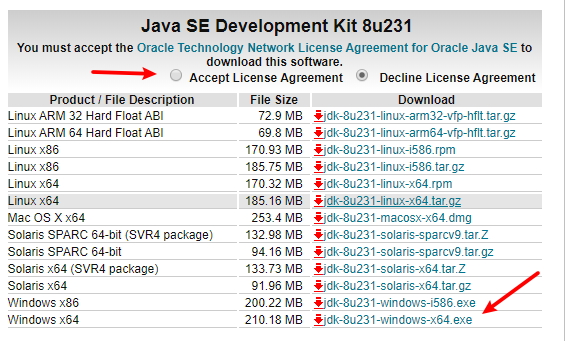 Java SE Development Kit 8u231
You must accept the Oracle Technology Network License Agreement for Oracle Java SE to
download this software.
Accept License Agreement Decline License Agreement
Product / File Description File Size Download
Linux ARM 32 Hard Float ABI 72.9 MB jdk-8u231-linux-arm32-vfp-hflt.tar.gz
Linux ARM 64 Hard Float ABI 69.8 MB jdk-8u231-linux-arm64-vfp-hflt.tar.gz
Linux x86 170.93 MB jdk-8u231-linux-i586.rpm
Linux x86 185.75 MB jdk-8u231-linux-i586.tar.gz
Linux x64 170.32 MB jdk-8u231-linux-x64.rpm
Linux x64 185.16 MB jdk-8u231-linux-x64.tar.gz
Mac OS X x64 253.4 MB jdk-8u231-macosx-x64.dmg
Solaris SPARC 64-bit (SVR4 package) 132.98 MB jdk-8u231-solaris-sparcv9.tar.Z
Solaris SPARC 64-bit 94.16 MB jdk-8u231-solaris-sparcv9.tar.gz
Solaris x64 (SVR4 package) 133.73 MB jdk-8u231-solaris-x64.tar.Z
Solaris x64 91.96 MB jdk-8u231-solaris-x64.tar.gz
Windows x86 200.22 MB jdk-8u231-windows-i586.exe
Windows x64 210.18 MB jdk-8u231-windows-x64.exe